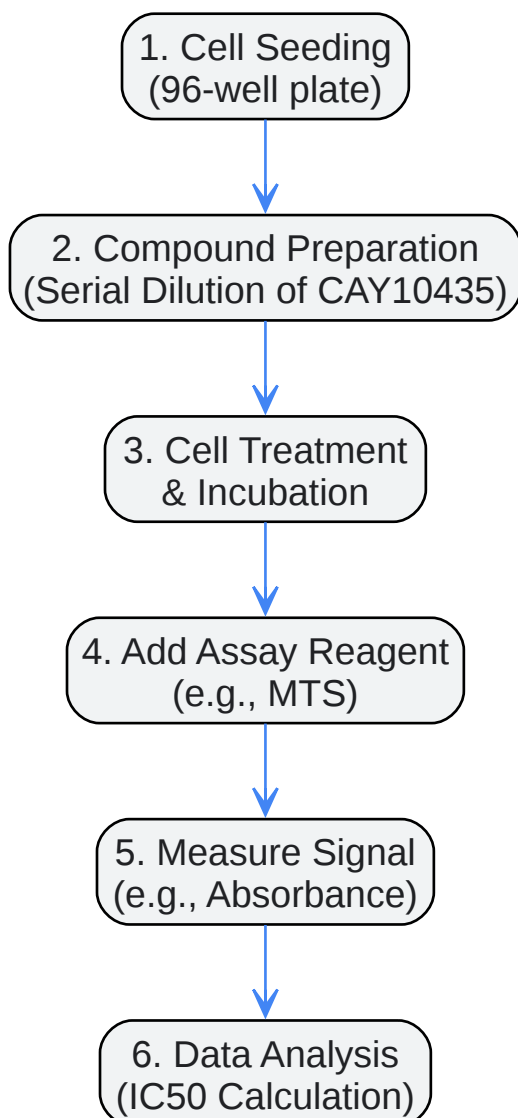 1. Cell Seeding
(96-well plate)
2. Compound Preparation
(Serial Dilution of CAY10435)
3. Cell Treatment
& Incubation
4. Add Assay Reagent
(e.g., MTS)
5. Measure Signal
(e.g., Absorbance)
6. Data Analysis
(IC50 Calculation)